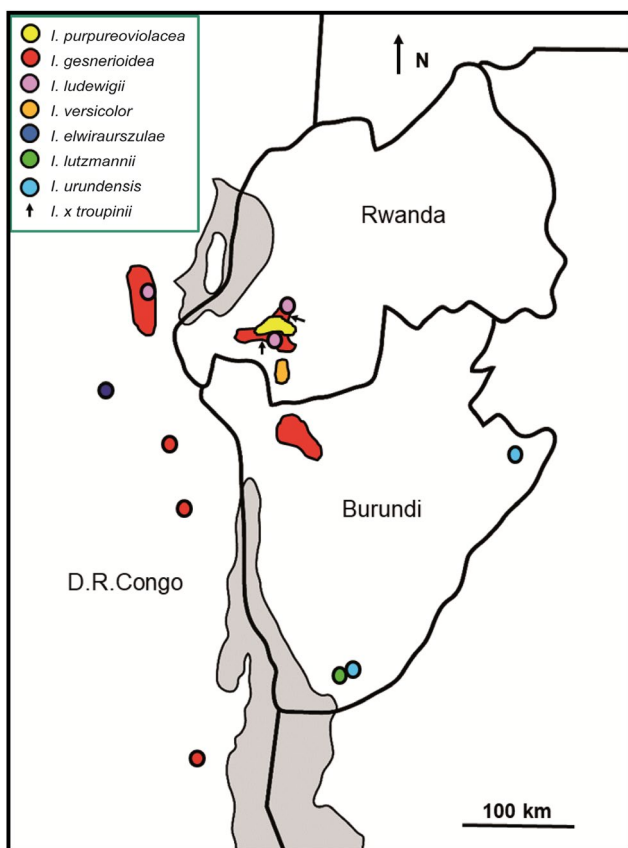 I. purpureoviolacea
I. gesnerioidea
I. ludewigii
I. versicolor
I. elwiraurszulae
I. lutzmannii
I. urundensis
I. x troupinii
N
Rwanda
Burundi
D.R.Congo
100 km